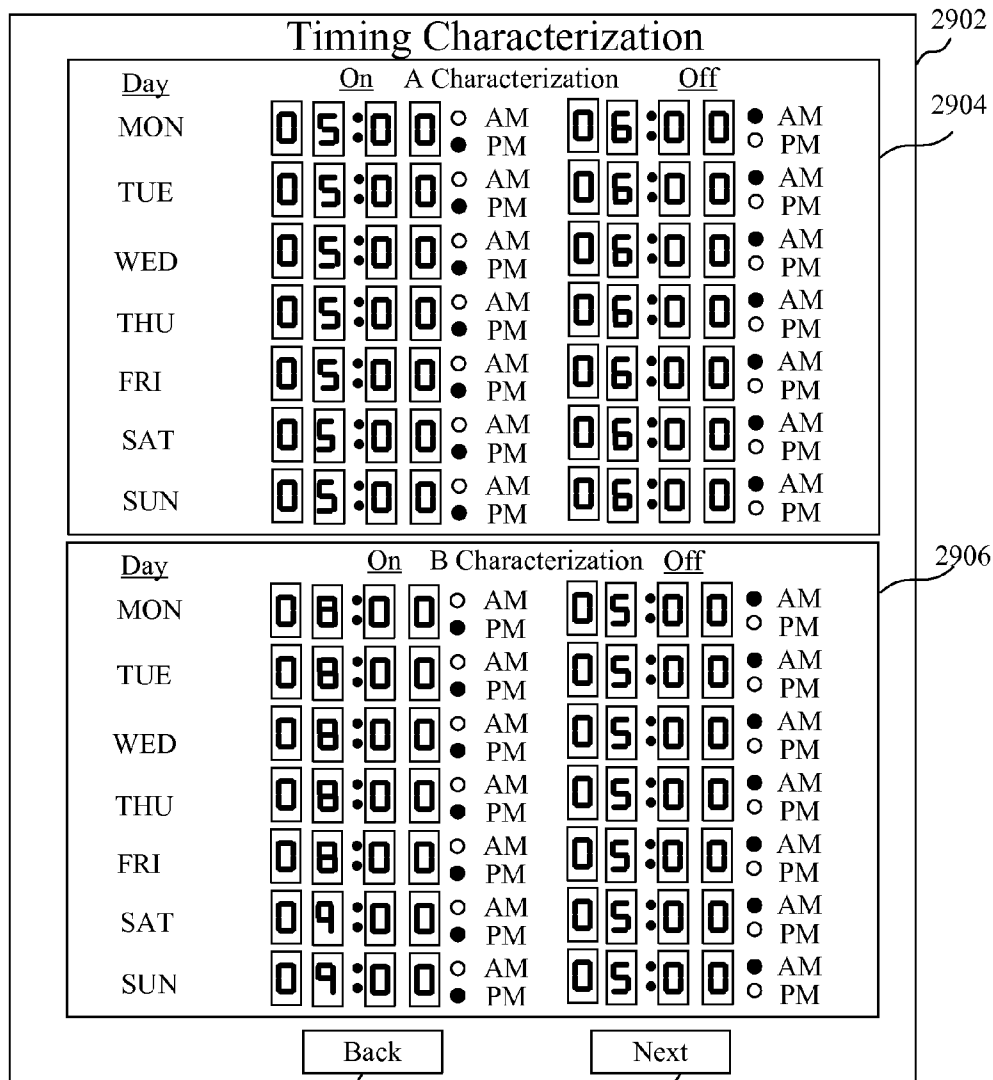 Timing Characterization
2902
Day On A Characterization Off
2904
MON 05:00 AM PM 06:00 AM PM
TUE 05:00 AM PM 06:00 AM PM
WED 05:00 AM PM 06:00 AM PM
THU 05:00 AM PM 06:00 AM PM
FRI 05:00 AM PM 06:00 AM PM
SAT 05:00 AM PM 06:00 AM PM
SUN 05:00 AM PM 06:00 AM PM
Day On B Characterization Off
2906
MON 08:00 AM PM 05:00 AM PM
TUE 08:00 AM PM 05:00 AM PM
WED 08:00 AM PM 05:00 AM PM
THU 08:00 AM PM 05:00 AM PM
FRI 08:00 AM PM 05:00 AM PM
SAT 09:00 AM PM 05:00 AM PM
SUN 09:00 AM PM 05:00 AM PM
Back Next